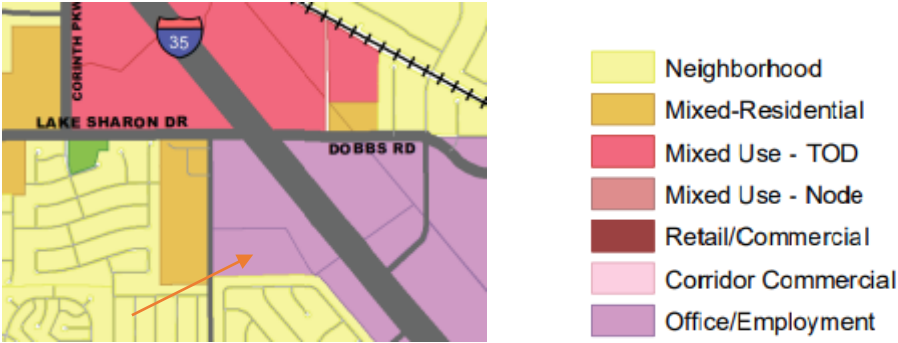 CORINTH PKW
35
LAKE SHARON DR
DOBBS RD
Neighborhood
Mixed-Residential
Mixed Use - TOD
Mixed Use - Node
Retail/Commercial
Corridor Commercial
Office/Employment